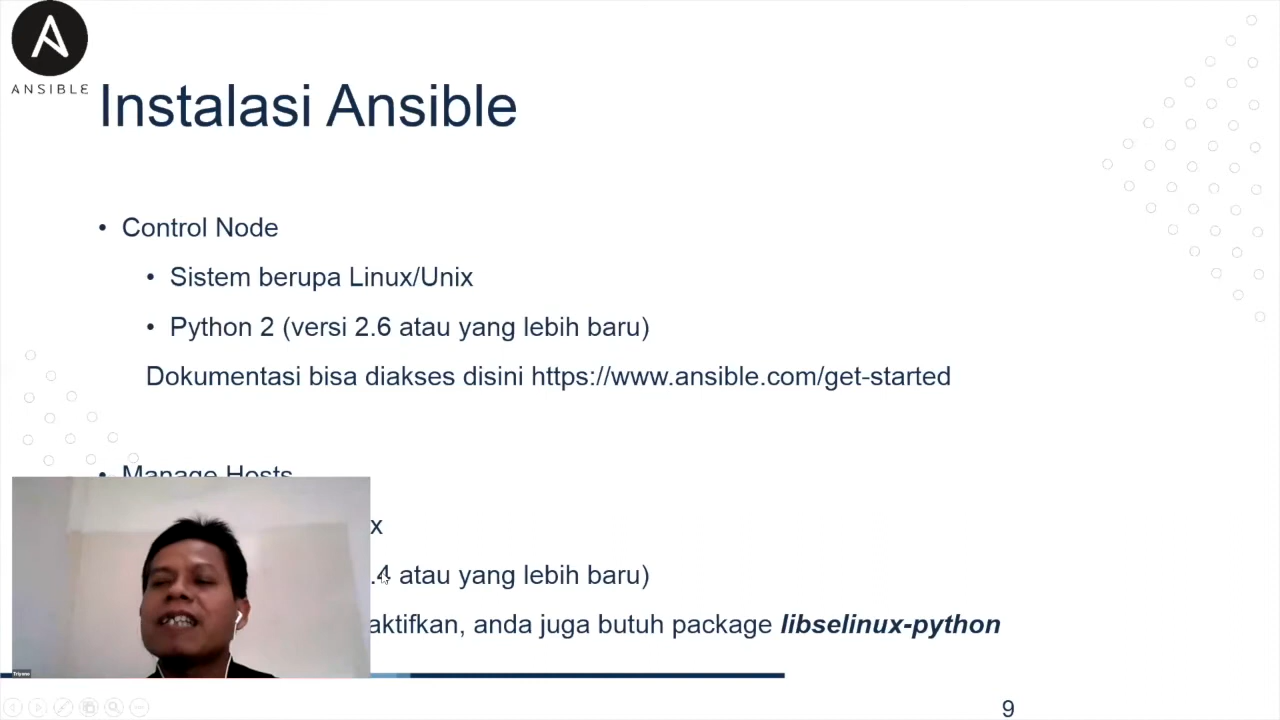 ANSIBLE
Instalasi Ansible
• Control Node
• Sistem berupa Linux/Unix
• Python 2 (versi 2.6 atau yang lebih baru)
Dokumentasi bisa diakses disini https://www.ansible.com/get-started
• Manage Hosts
x
.4 atau yang lebih baru)
aktifkan, anda juga butuh package libselinux-python
Triyono
9